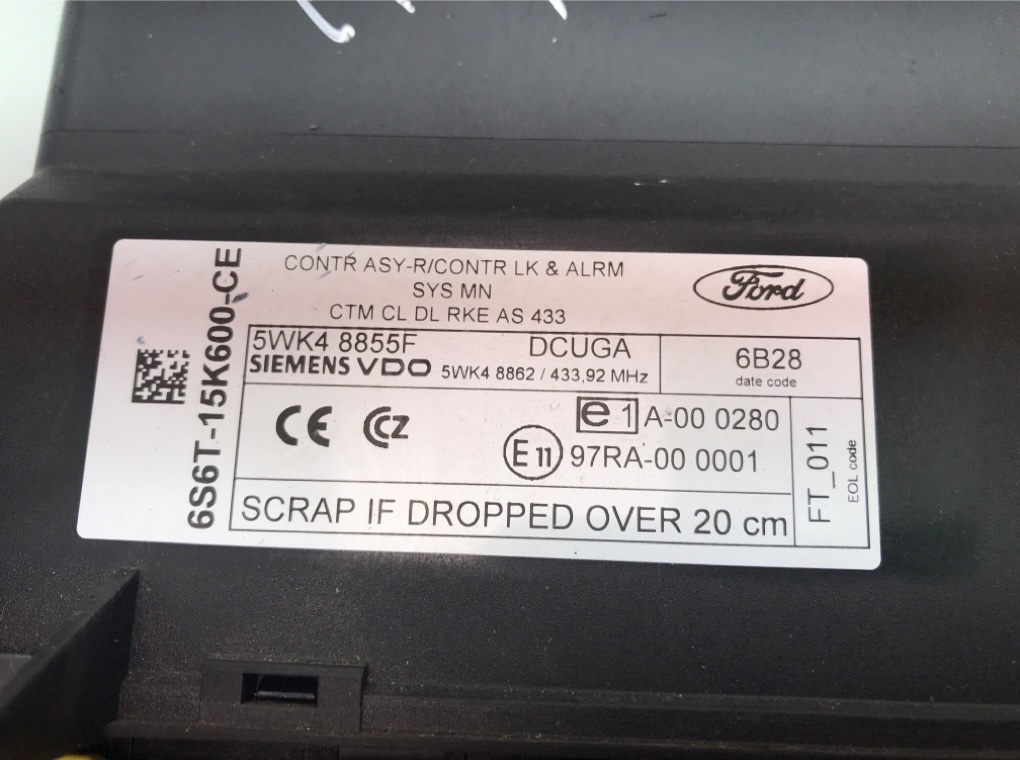 CONTR ASY-R/CONTR LK & ALRM
SYS MN
CTM CL DL RKE AS 433
Ford
6S6T-15K600-CE
5WK4 8855F DCUGA
SIEMENS VDO 5WK4 8862 / 433,92 MHz
6B28
date code
CE CCZ
e1 A-00 0280
E11 97RA-00 0001
FT_011
EOL code
SCRAP IF DROPPED OVER 20 cm